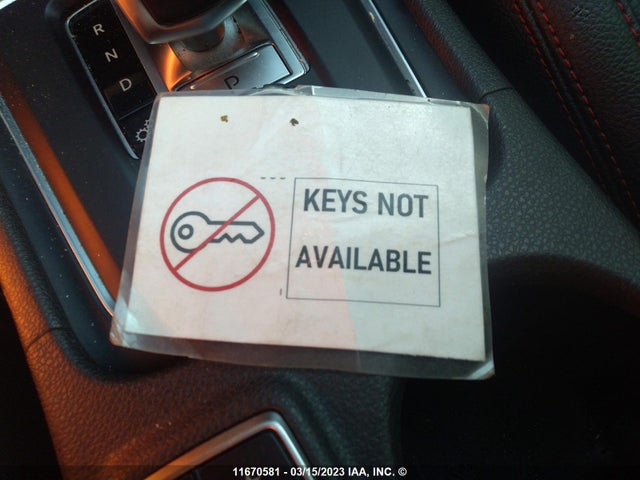 R
N
D
P
KEYS NOT
AVAILABLE
11670581 - 03/15/2023 IAA, INC. ©